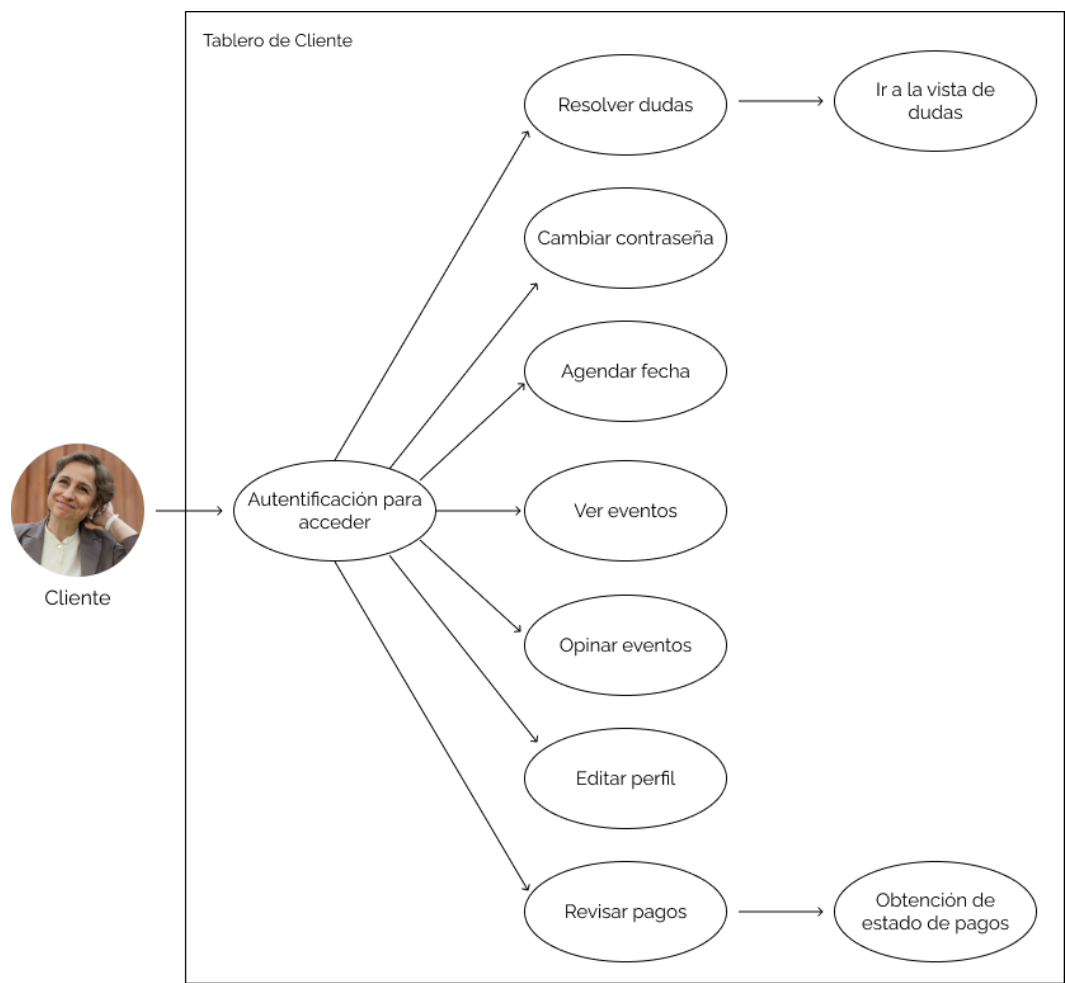 Tablero de Cliente
Resolver dudas
Ir a la vista de
dudas
Cambiar contraseña
Agendar fecha
Autentificación para
acceder
Ver eventos
Cliente
Opinar eventos
Editar perfil
Revisar pagos
Obtención de
estado de pagos